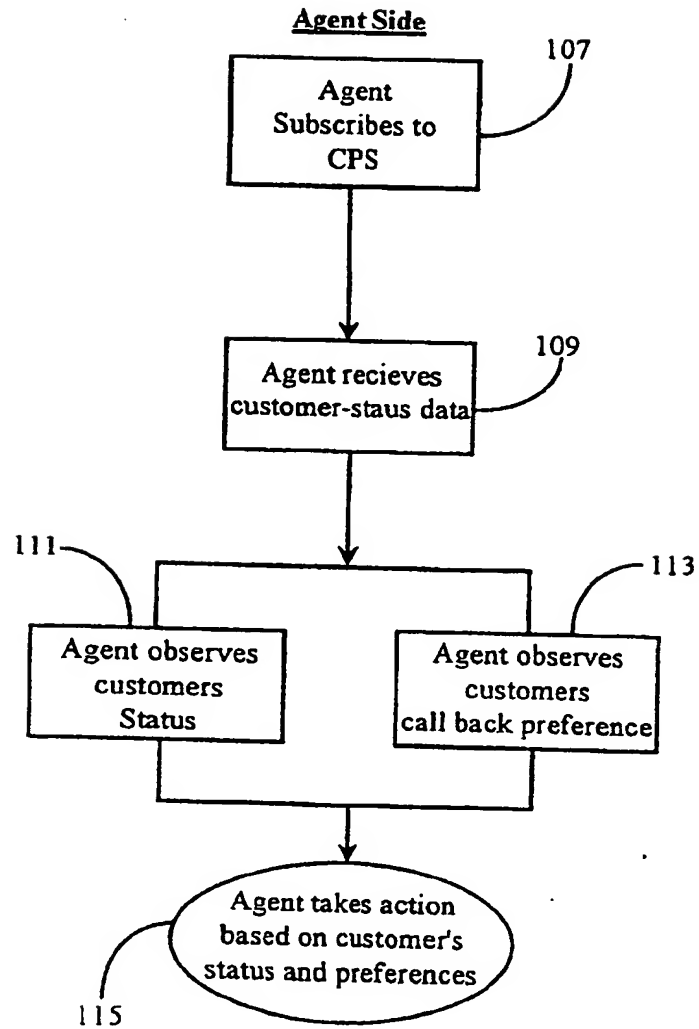 Agent Side
107
Agent
Subscribes to
CPS
109
Agent recieves
customer-staus data
111
113
Agent observes
customers
Status
Agent observes
customers
call back preference
Agent takes action
based on customer's
status and preferences
115